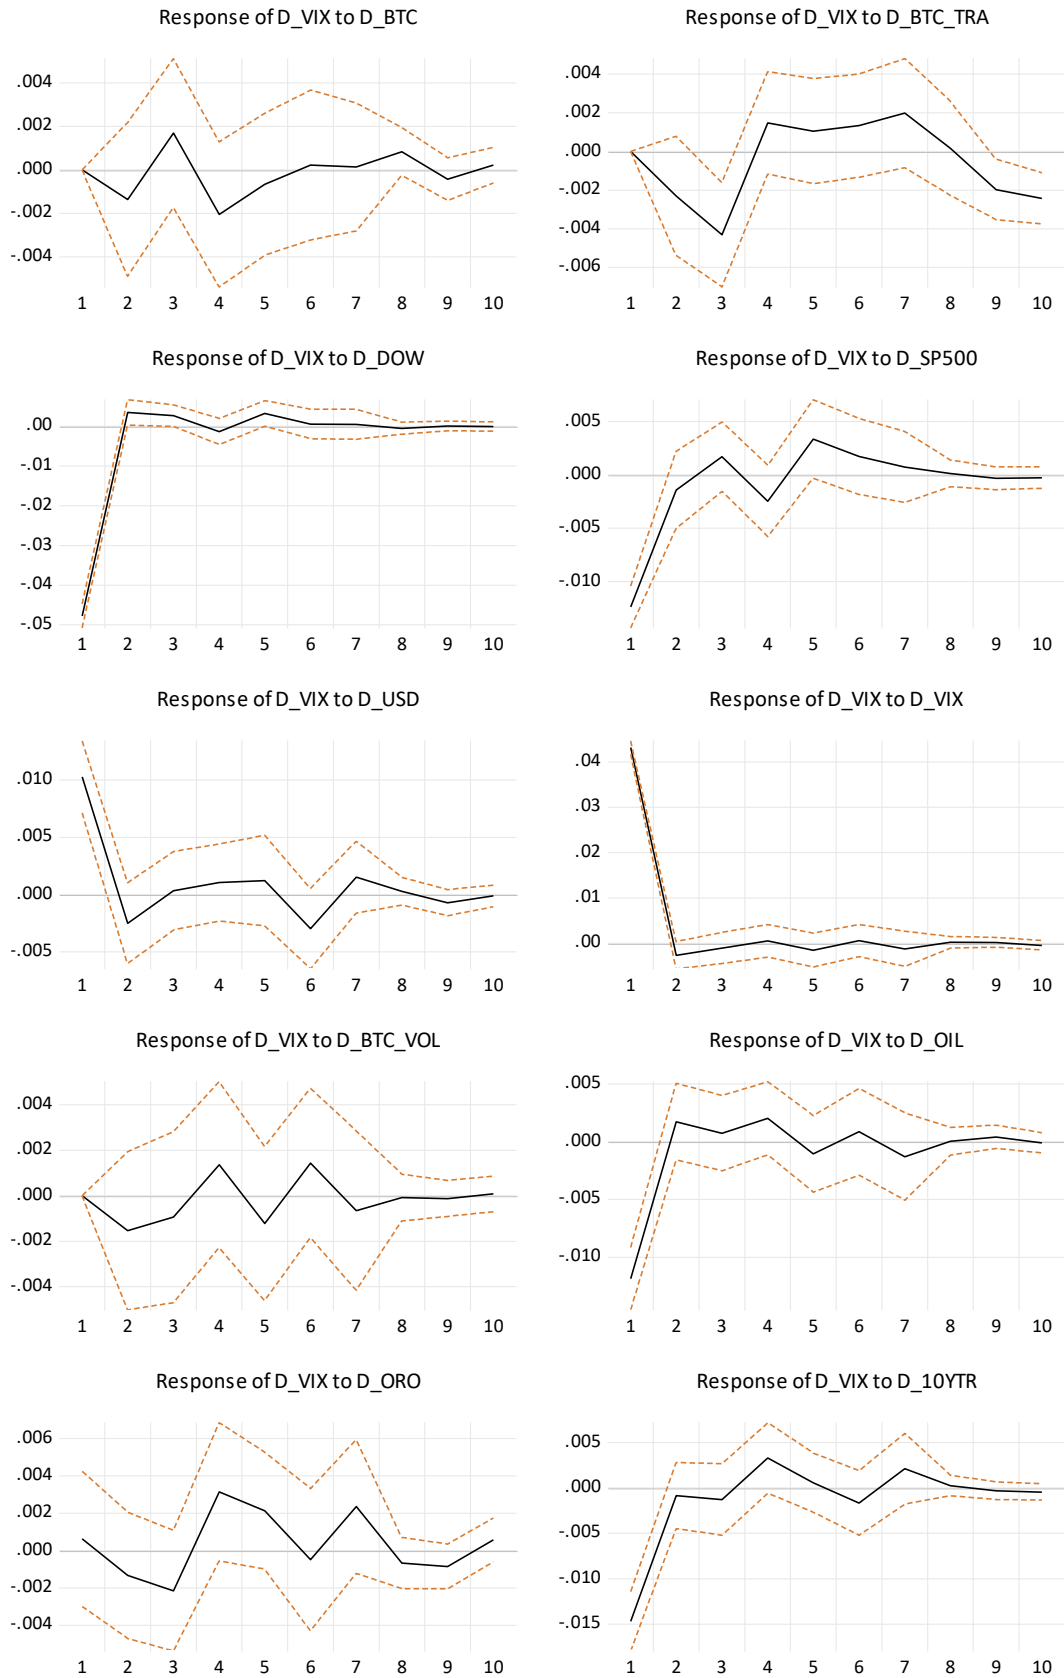 Response of D_VIX to D_BTC
.004
.002
.000
-.002
-.004
1 2 3 4 5 6 7 8 9 10
Response of D_VIX to D_BTC_TRA
.004
.002
.000
-.002
-.004
-.006
1 2 3 4 5 6 7 8 9 10
Response of D_VIX to D_DOW
.00
-.01
-.02
-.03
-.04
-.05
1 2 3 4 5 6 7 8 9 10
Response of D_VIX to D_SP500
.005
.000
-.005
-.010
1 2 3 4 5 6 7 8 9 10
Response of D_VIX to D_USD
.010
.005
.000
-.005
1 2 3 4 5 6 7 8 9 10
Response of D_VIX to D_VIX
.04
.03
.02
.01
.00
1 2 3 4 5 6 7 8 9 10
Response of D_VIX to D_BTC_VOL
.004
.002
.000
-.002
-.004
1 2 3 4 5 6 7 8 9 10
Response of D_VIX to D_OIL
.005
.000
-.005
-.010
1 2 3 4 5 6 7 8 9 10
Response of D_VIX to D_ORO
.006
.004
.002
.000
-.002
-.004
1 2 3 4 5 6 7 8 9 10
Response of D_VIX to D_10YTR
.005
.000
-.005
-.010
-.015
1 2 3 4 5 6 7 8 9 10